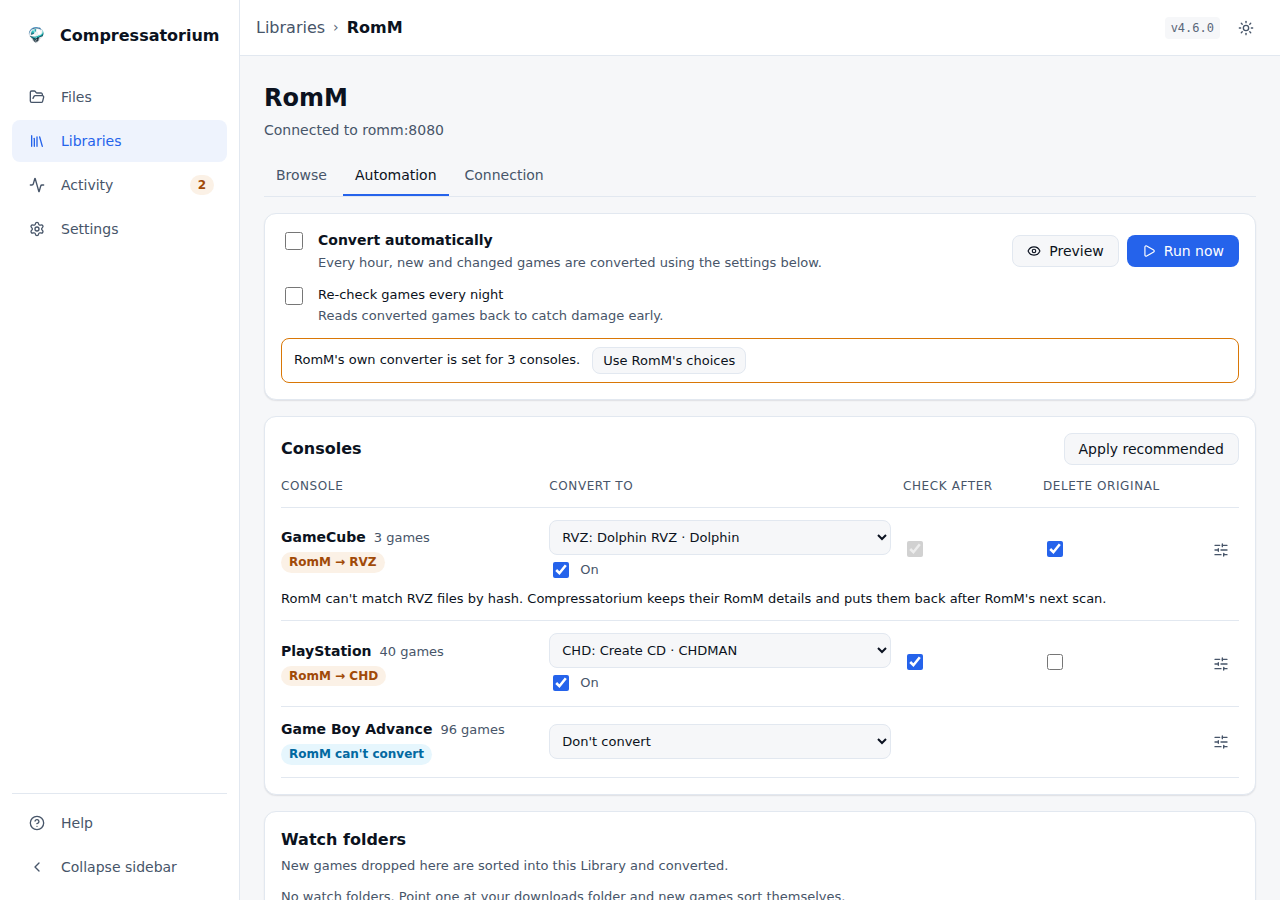 Compressatorium
Libraries › RomM
v4.6.0
Files
Libraries
Activity
2
Settings
Help
Collapse sidebar
RomM
Connected to romm:8080
Browse
Automation
Connection
Convert automatically
Every hour, new and changed games are converted using the settings below.
Preview
Run now
Re-check games every night
Reads converted games back to catch damage early.
RomM's own converter is set for 3 consoles.
Use RomM's choices
Consoles
Apply recommended
CONSOLE
CONVERT TO
CHECK AFTER
DELETE ORIGINAL
GameCube 3 games
RomM → RVZ
RVZ: Dolphin RVZ · Dolphin
On
RomM can't match RVZ files by hash. Compressatorium keeps their RomM details and puts them back after RomM's next scan.
PlayStation 40 games
RomM → CHD
CHD: Create CD · CHDMAN
On
Game Boy Advance 96 games
RomM can't convert
Don't convert
Watch folders
New games dropped here are sorted into this Library and converted.
No watch folders. Point one at your downloads folder and new games sort themselves.